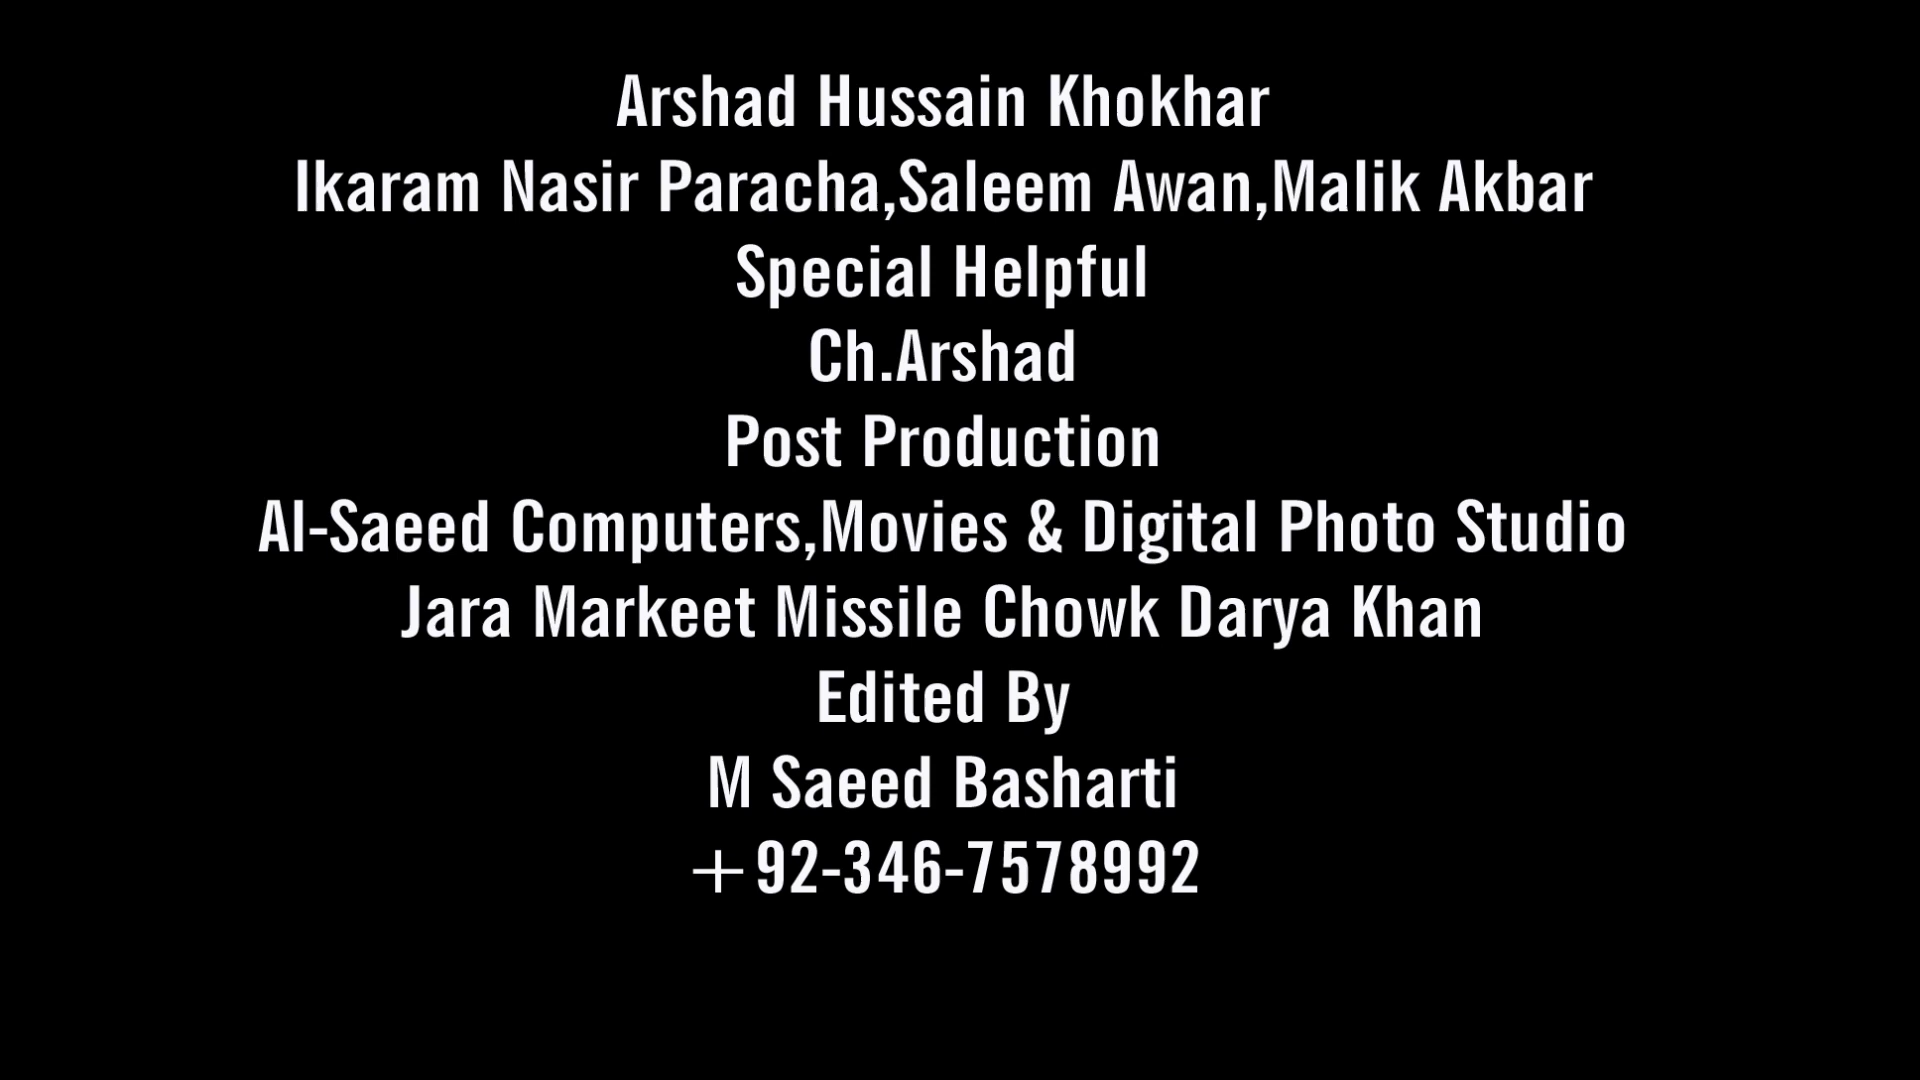 Arshad Hussain Khokhar
Ikaram Nasir Paracha,Saleem Awan,Malik Akbar
Special Helpful
Ch.Arshad
Post Production
Al-Saeed Computers,Movies & Digital Photo Studio
Jara Markeet Missile Chowk Darya Khan
Edited By
M Saeed Basharti
+92-346-7578992